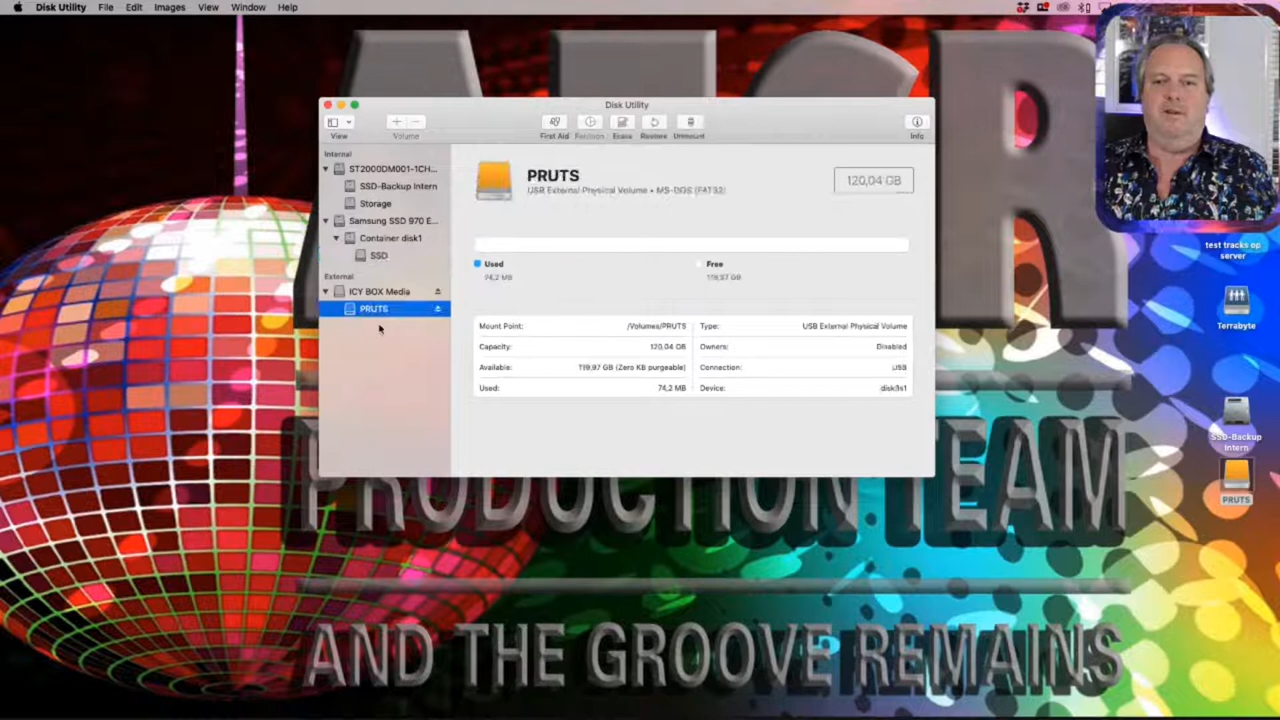 Disk Utility File Edit Images View Window Help
Disk Utility
View Volume First Aid Partition Erase Restore Unmount Info
Internal
ST2000DM001-1CH...
SSD-Backup Intern
Storage
Samsung SSD 970 E...
Container disk1
SSD
External
ICY BOX Media
PRUTS
PRUTS
USB External Physical Volume • MS-DOS (FAT32)
120,04 GB
Used
Free
119,97 GB
Mount Point: /Volumes/PRUTS
Type: USB External Physical Volume
Capacity: 120,04 GB
Owners: Disabled
Available: 119,97 GB (Zero KB purgeable)
Connection: USB
Used: 74,2 MB
Device: disk1s1
test tracks op
server
Terrabyte
SSD-Backup
Intern
PRUTS
PRODUCTION TEAM
AND THE GROOVE REMAINS